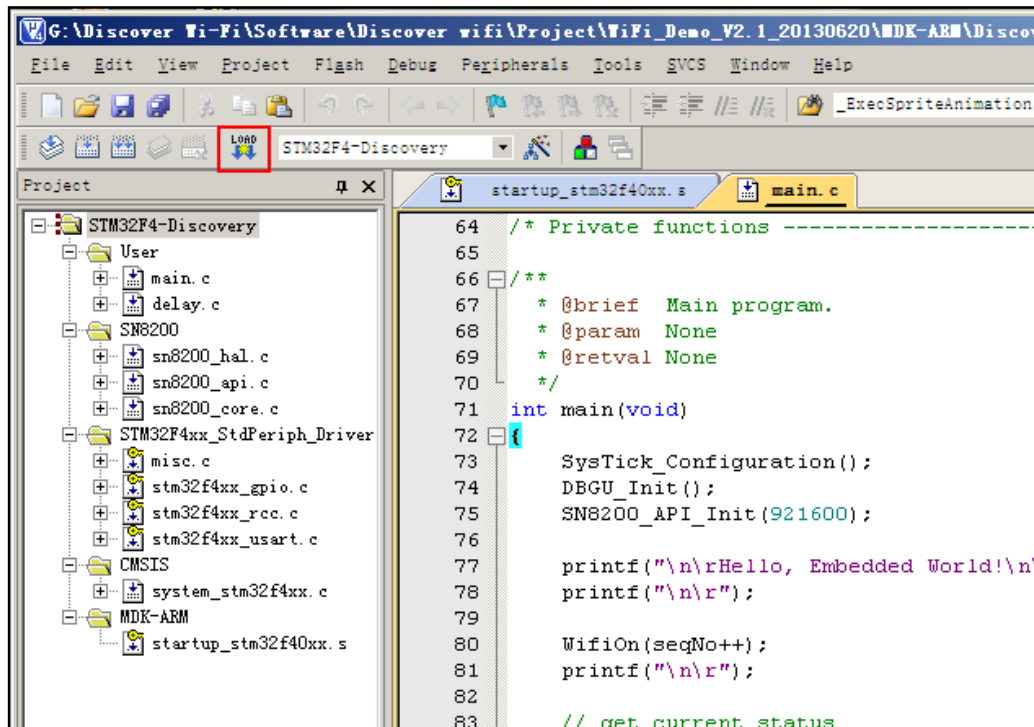 G:\Discover Wi-Fi\Software\Discover wifi\Project\WiFi_Demo_V2.1_20130620\MDK-ARM\Discov
File Edit View Project Flash Debug Peripherals Tools SVCS Window Help
_ExecSpriteAnimation
LOAD STM32F4-Discovery
Project
startup_stm32f40xx.s main.c
STM32F4-Discovery
User
main.c
delay.c
SN8200
sn8200_hal.c
sn8200_api.c
sn8200_core.c
STM32F4xx_StdPeriph_Driver
misc.c
stm32f4xx_gpio.c
stm32f4xx_rcc.c
stm32f4xx_usart.c
CMSIS
system_stm32f4xx.c
MDK-ARM
startup_stm32f40xx.s
64 /* Private functions --------------------
65
66 /**
67   * @brief  Main program.
68   * @param  None
69   * @retval None
70   */
71 int main(void)
72 {
73     SysTick_Configuration();
74     DBGU_Init();
75     SN8200_API_Init(921600);
76
77     printf("\n\rHello, Embedded World!\n\
78     printf("\n\r");
79
80     WifiOn(seqNo++);
81     printf("\n\r");
82
83     // get current status